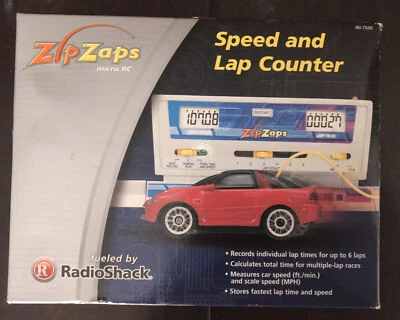 60-7530
ZipZaps
micro RC
Speed and
Lap Counter
ZipZaps
fueled by
R RadioShack.
• Records individual lap times for up to 6 laps
• Calculates total time for multiple-lap races
• Measures car speed (ft./min.)
and scale speed (MPH)
• Stores fastest lap time and speed